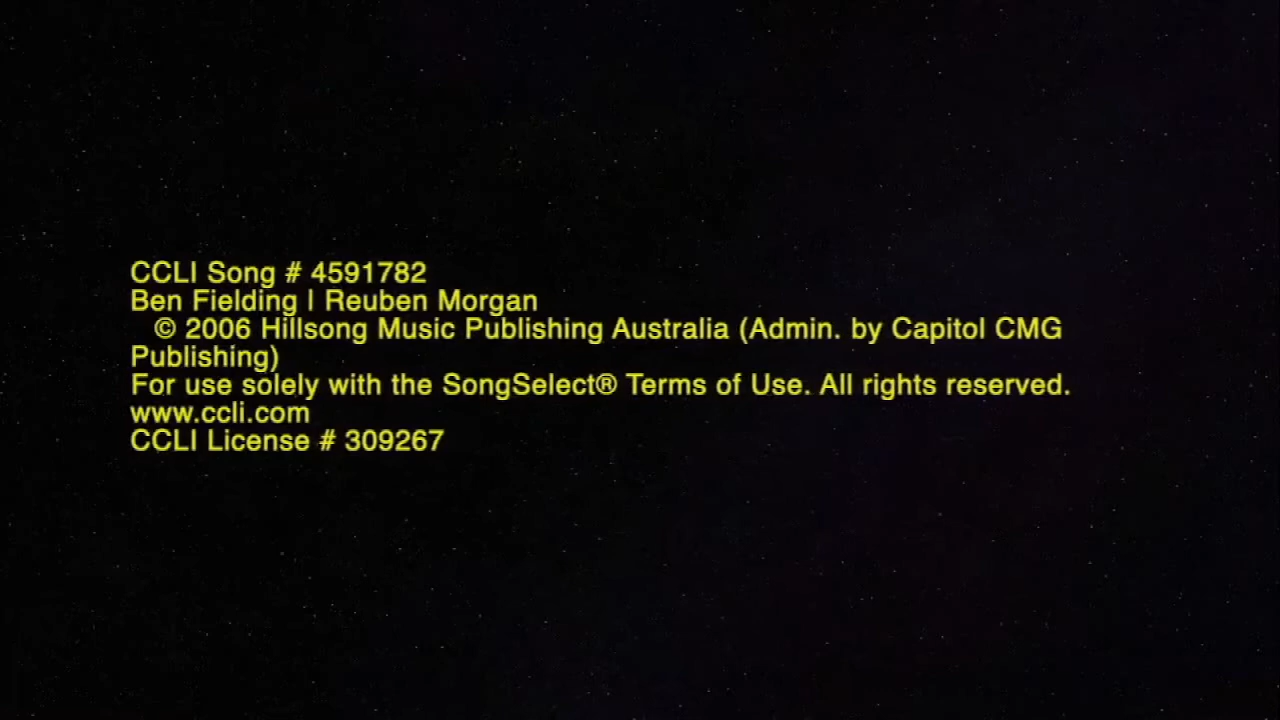 CCLI Song # 4591782
Ben Fielding | Reuben Morgan
© 2006 Hillsong Music Publishing Australia (Admin. by Capitol CMG
Publishing)
For use solely with the SongSelect® Terms of Use. All rights reserved.
www.ccli.com
CCLI License # 309267